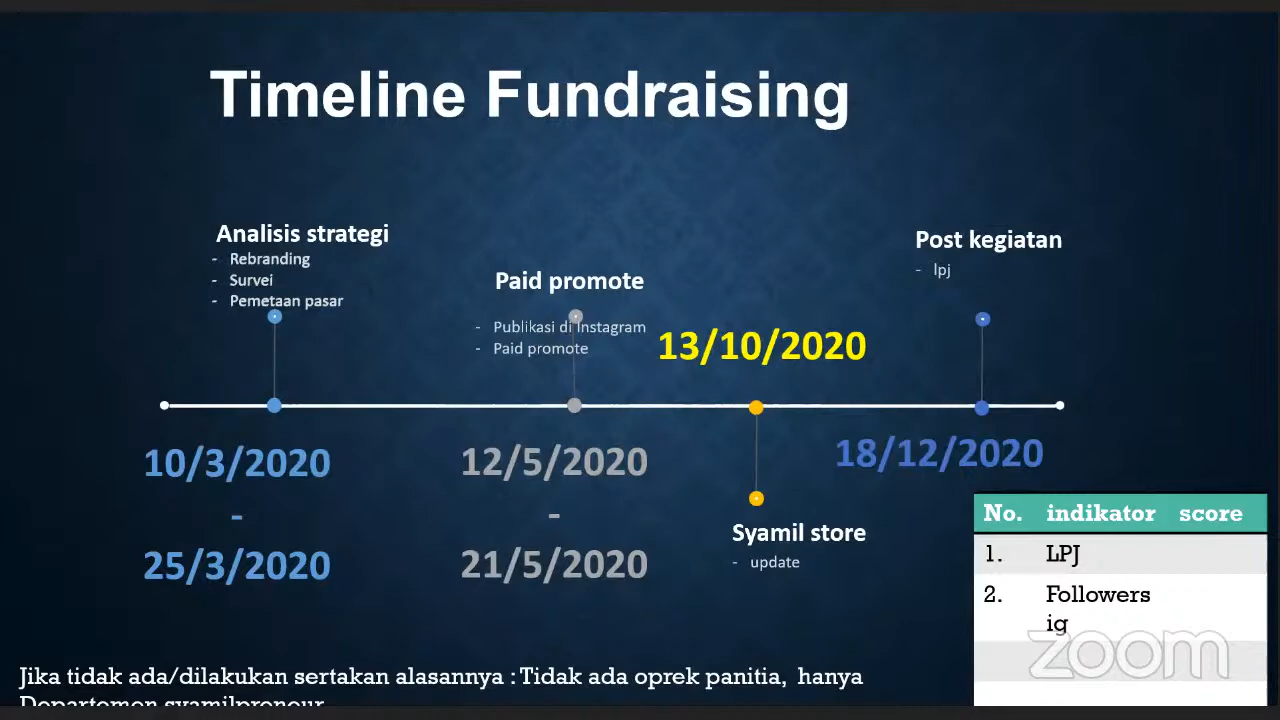 Timeline Fundraising
Analisis strategi
- Rebranding
- Survei
- Pemetaan pasar
Paid promote
- Publikasi di Instagram
- Paid promote
13/10/2020
Post kegiatan
- lpj
10/3/2020
-
25/3/2020
12/5/2020
-
21/5/2020
18/12/2020
Syamil store
- update
No. indikator score
1. LPJ
2. Followers
ig
zoom
Jika tidak ada/dilakukan sertakan alasannya : Tidak ada oprek panitia, hanya
Departemen syamilpreneur